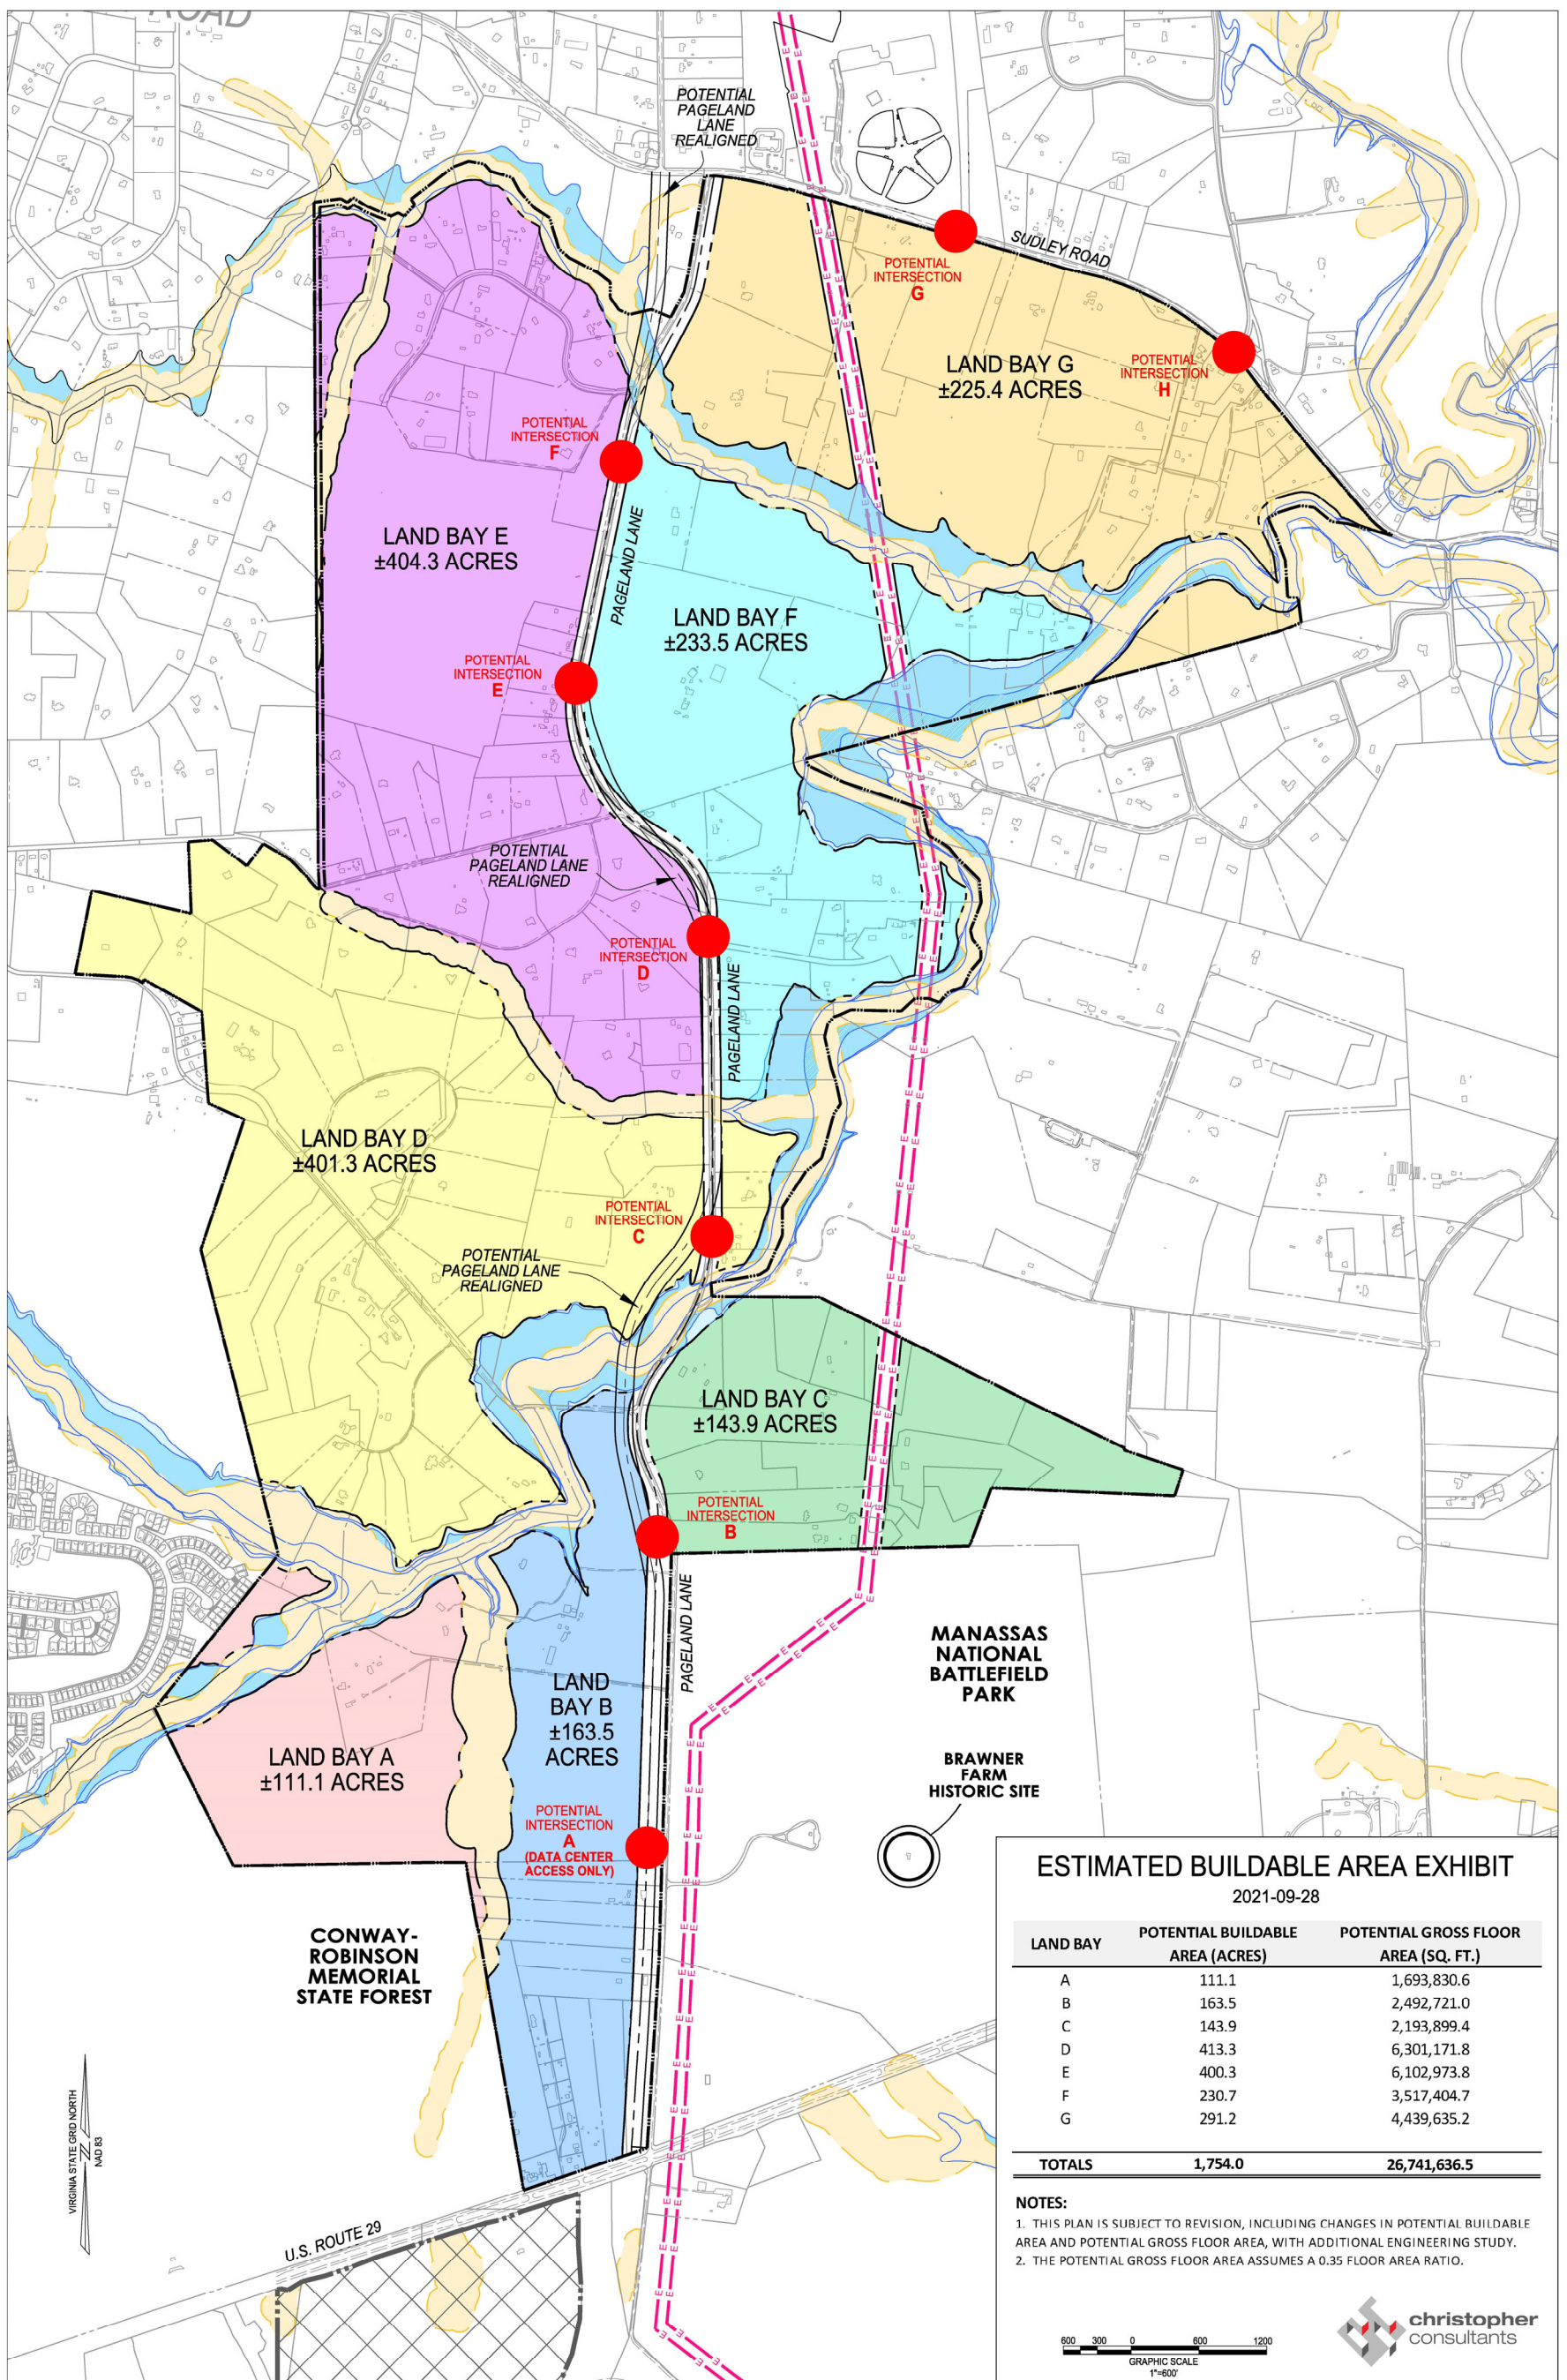 ROAD
POTENTIAL
PAGELAND
LANE
REALIGNED
SUDLEY ROAD
POTENTIAL
INTERSECTION
G
LAND BAY G
±225.4 ACRES
POTENTIAL
INTERSECTION
H
POTENTIAL
INTERSECTION
F
LAND BAY E
±404.3 ACRES
PAGELAND LANE
LAND BAY F
±233.5 ACRES
POTENTIAL
INTERSECTION
E
POTENTIAL
PAGELAND LANE
REALIGNED
POTENTIAL
INTERSECTION
D
PAGELAND LANE
LAND BAY D
±401.3 ACRES
POTENTIAL
INTERSECTION
C
POTENTIAL
PAGELAND LANE
REALIGNED
LAND BAY C
±143.9 ACRES
POTENTIAL
INTERSECTION
B
PAGELAND LANE
MANASSAS
NATIONAL
BATTLEFIELD
PARK
LAND
BAY B
±163.5
ACRES
LAND BAY A
±111.1 ACRES
BRAWNER
FARM
HISTORIC SITE
POTENTIAL
INTERSECTION
A
(DATA CENTER
ACCESS ONLY)
CONWAY-
ROBINSON
MEMORIAL
STATE FOREST
VIRGINIA STATE GRID NORTH
NAD 83
U.S. ROUTE 29
ESTIMATED BUILDABLE AREA EXHIBIT
2021-09-28
LAND BAY POTENTIAL BUILDABLE AREA (ACRES) POTENTIAL GROSS FLOOR AREA (SQ. FT.)
A 111.1 1,693,830.6
B 163.5 2,492,721.0
C 143.9 2,193,899.4
D 413.3 6,301,171.8
E 400.3 6,102,973.8
F 230.7 3,517,404.7
G 291.2 4,439,635.2
TOTALS 1,754.0 26,741,636.5
NOTES:
1. THIS PLAN IS SUBJECT TO REVISION, INCLUDING CHANGES IN POTENTIAL BUILDABLE
AREA AND POTENTIAL GROSS FLOOR AREA, WITH ADDITIONAL ENGINEERING STUDY.
2. THE POTENTIAL GROSS FLOOR AREA ASSUMES A 0.35 FLOOR AREA RATIO.
600 300 0 600 1200
GRAPHIC SCALE
1"=600'
christopher
consultants